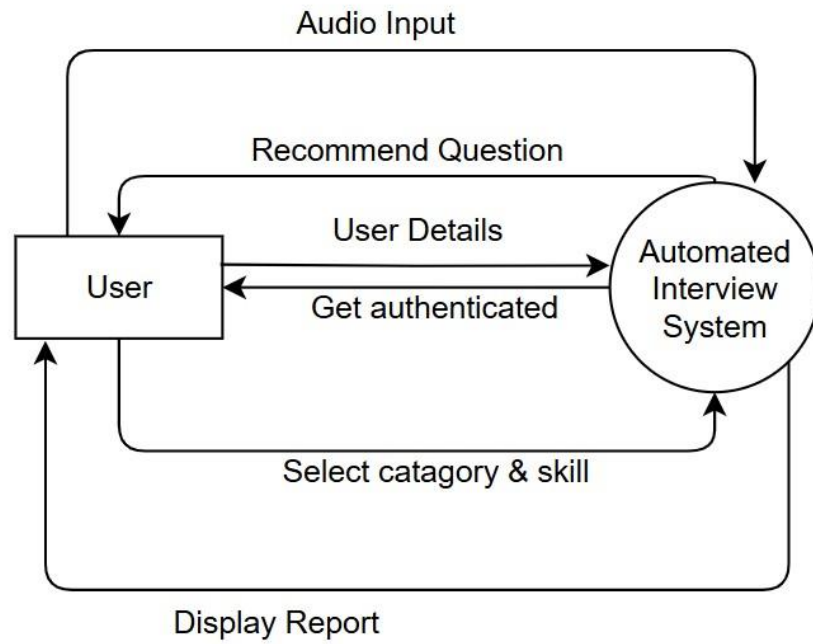 Audio Input
Recommend Question
User Details
User
Automated
Interview
System
Get authenticated
Select catagory & skill
Display Report